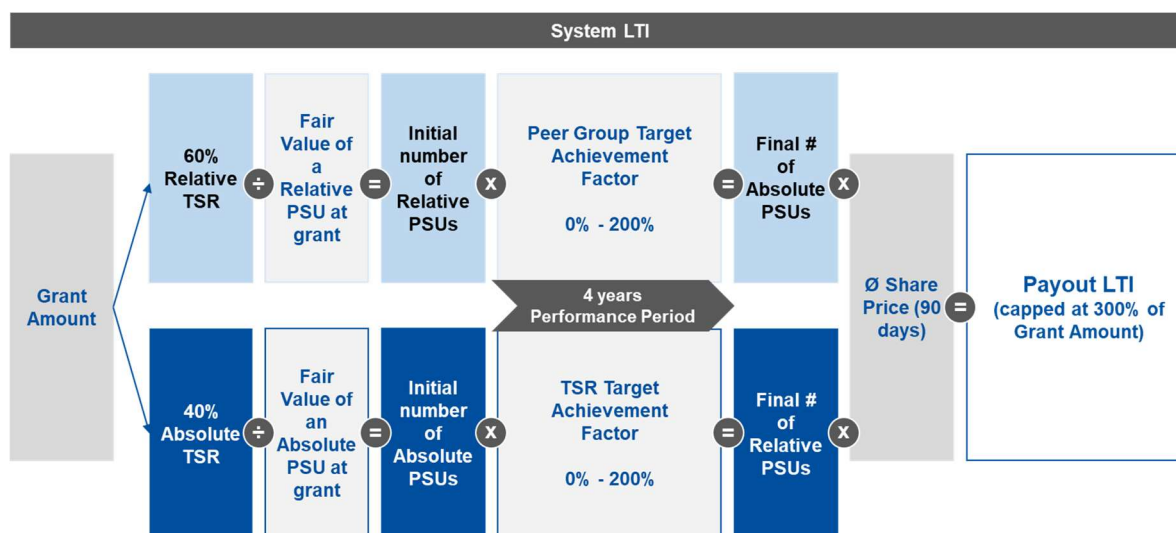 System LTI
Grant
Amount
60%
Relative
TSR
÷
Fair
Value of
a
Relative
PSU at
grant
=
Initial
number
of
Relative
PSUs
x
Peer Group Target
Achievement
Factor
0% - 200%
=
Final #
of
Absolute
PSUs
x
4 years
Performance Period
40%
Absolute
TSR
÷
Fair
Value of
an
Absolute
PSU at
grant
=
Initial
number
of
Absolute
PSUs
x
TSR Target
Achievement
Factor
0% - 200%
=
Final #
of
Relative
PSUs
x
Ø Share
Price (90
days)
=
Payout LTI
(capped at 300% of
Grant Amount)